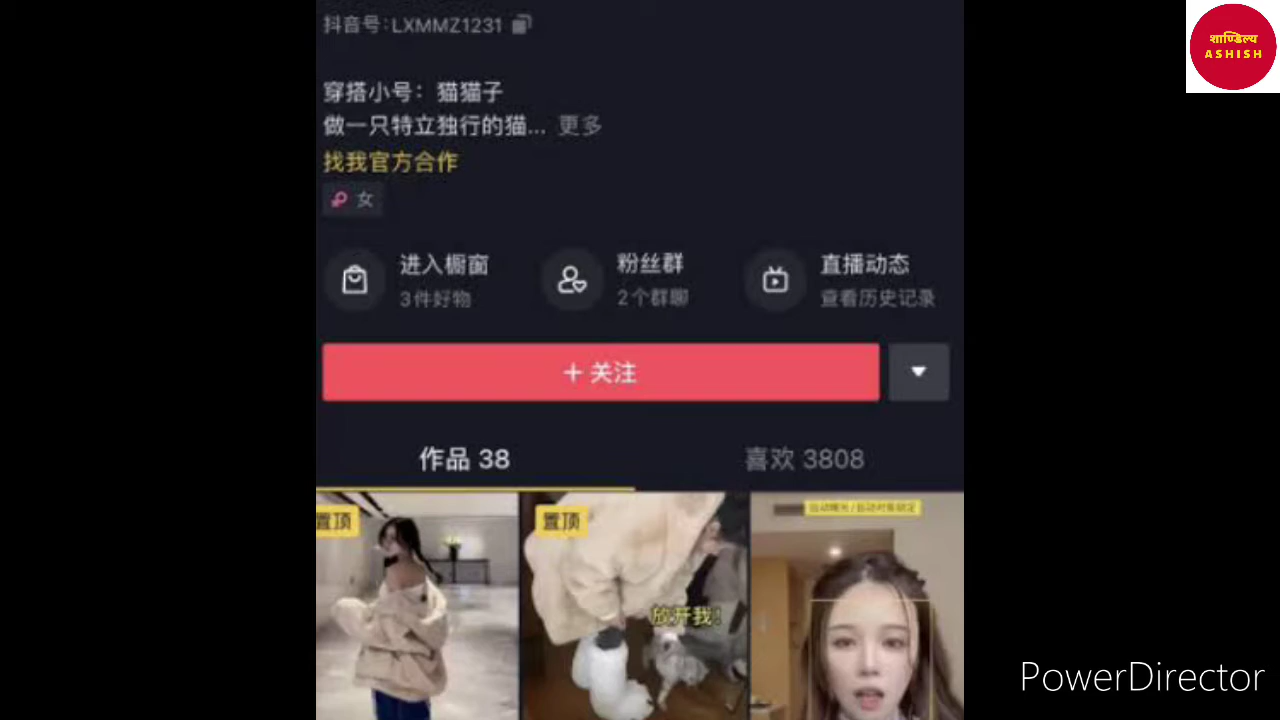 抖音号:LXMMZ1231
शाण्डिल्य
ASHISH
穿搭小号：猫猫子
做一只特立独行的猫... 更多
找我官方合作
女
进入橱窗
3件好物
粉丝群
2个群聊
直播动态
查看历史记录
+ 关注
作品 38
喜欢 3808
置顶
置顶
放开我!
PowerDirector